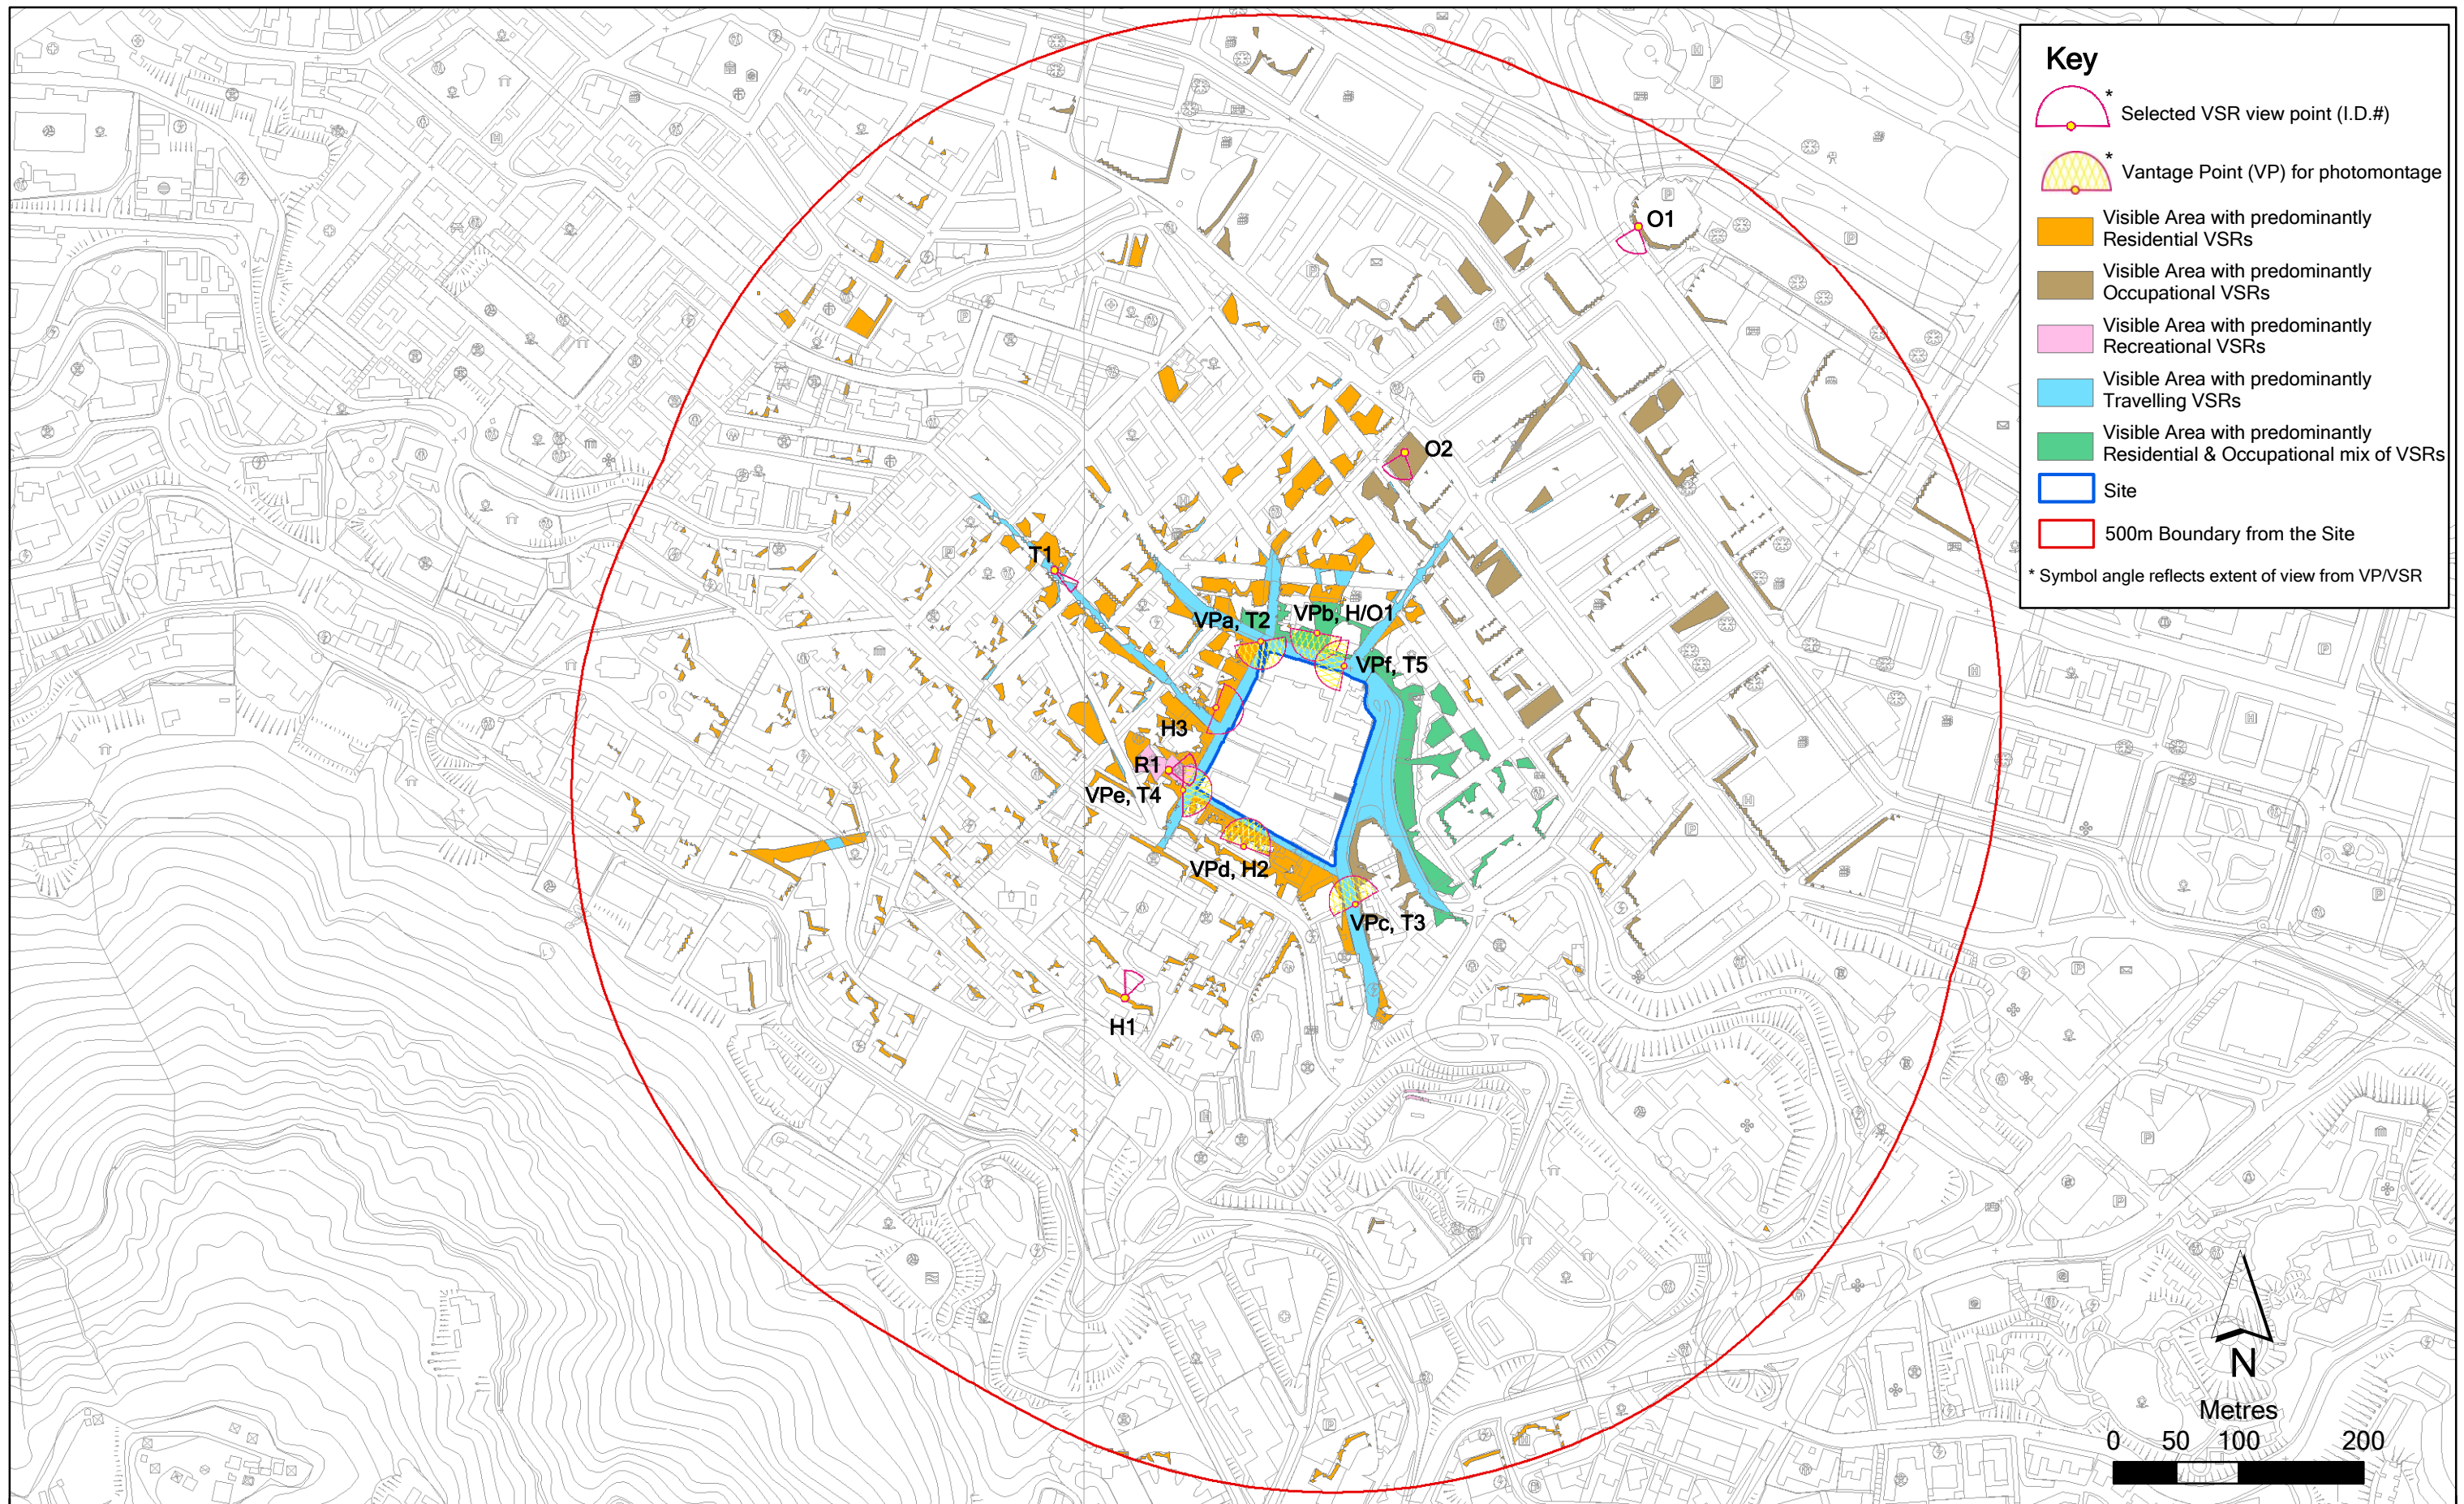 Key
* Selected VSR view point (I.D.#)
* Vantage Point (VP) for photomontage
Visible Area with predominantly
Residential VSRs
Visible Area with predominantly
Occupational VSRs
Visible Area with predominantly
Recreational VSRs
Visible Area with predominantly
Travelling VSRs
Visible Area with predominantly
Residential & Occupational mix of VSRs
Site
500m Boundary from the Site
* Symbol angle reflects extent of view from VP/VSR
O1
O2
T1
VPa, T2
VPb, H/O1
VPf, T5
H3
R1
VPe, T4
VPd, H2
VPc, T3
H1
N
Metres
0 50 100 200